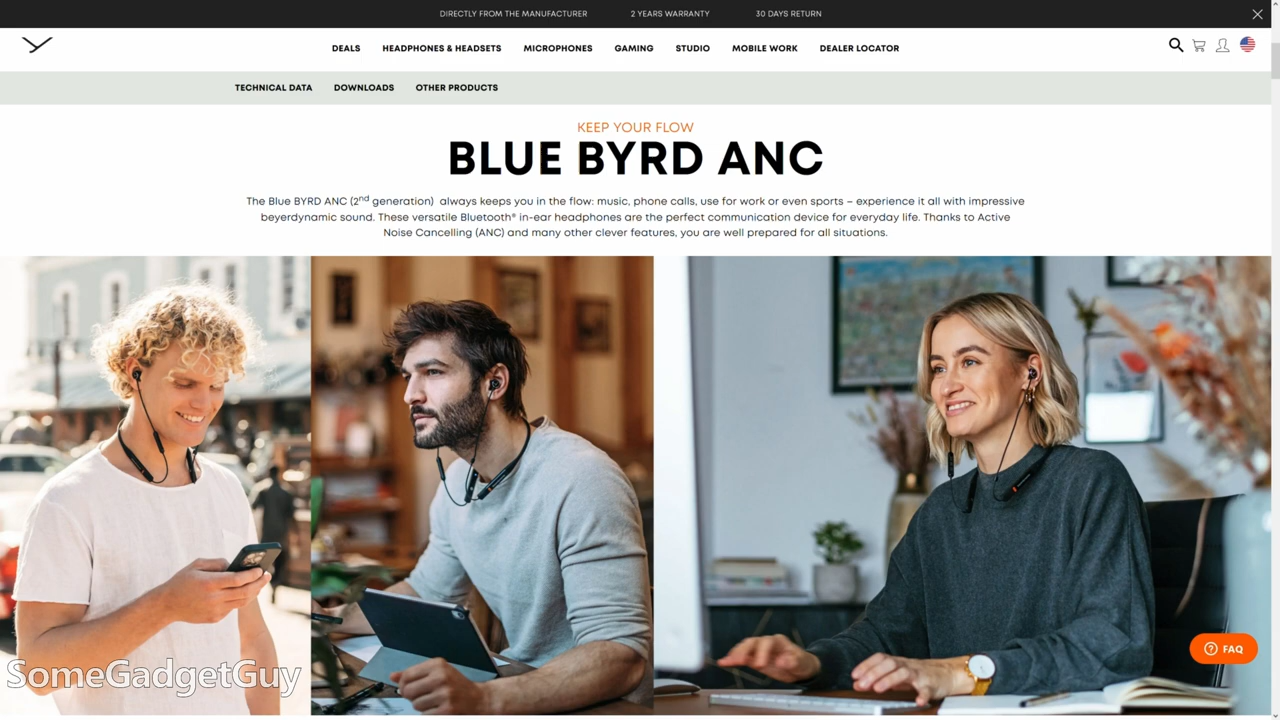 DIRECTLY FROM THE MANUFACTURER 2 YEARS WARRANTY 30 DAYS RETURN
DEALS HEADPHONES & HEADSETS MICROPHONES GAMING STUDIO MOBILE WORK DEALER LOCATOR
TECHNICAL DATA DOWNLOADS OTHER PRODUCTS
KEEP YOUR FLOW
BLUE BYRD ANC
The Blue BYRD ANC (2nd generation) always keeps you in the flow: music, phone calls, use for work or even sports – experience it all with impressive
beyerdynamic sound. These versatile Bluetooth® in-ear headphones are the perfect communication device for everyday life. Thanks to Active
Noise Cancelling (ANC) and many other clever features, you are well prepared for all situations.
FAQ
SomeGadgetGuy